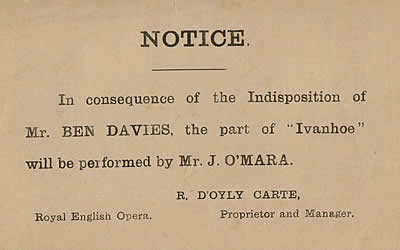 NOTICE.
In consequence of the Indisposition of
Mr. BEN DAVIES, the part of "Ivanhoe"
will be performed by Mr. J. O'MARA.
R. D'OYLY CARTE,
Royal English Opera. Proprietor and Manager.